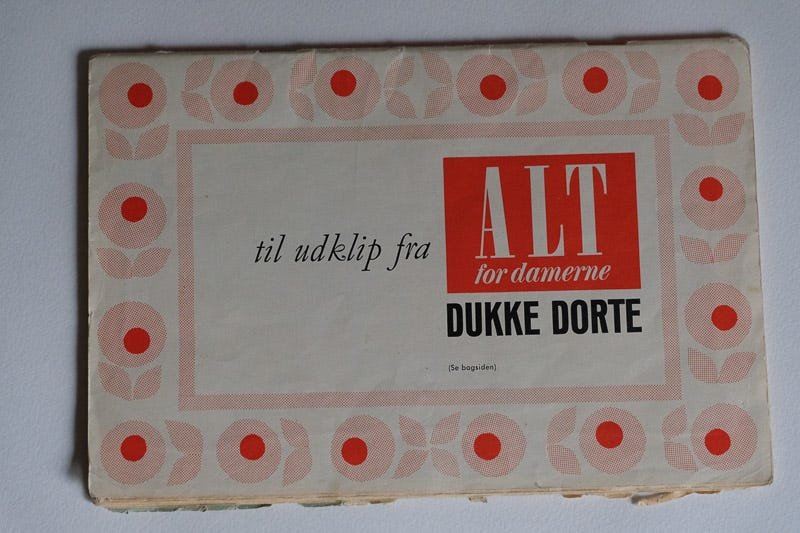 til udklip fra
ALT
for damerne
DUKKE DORTE
(Se bagsiden)